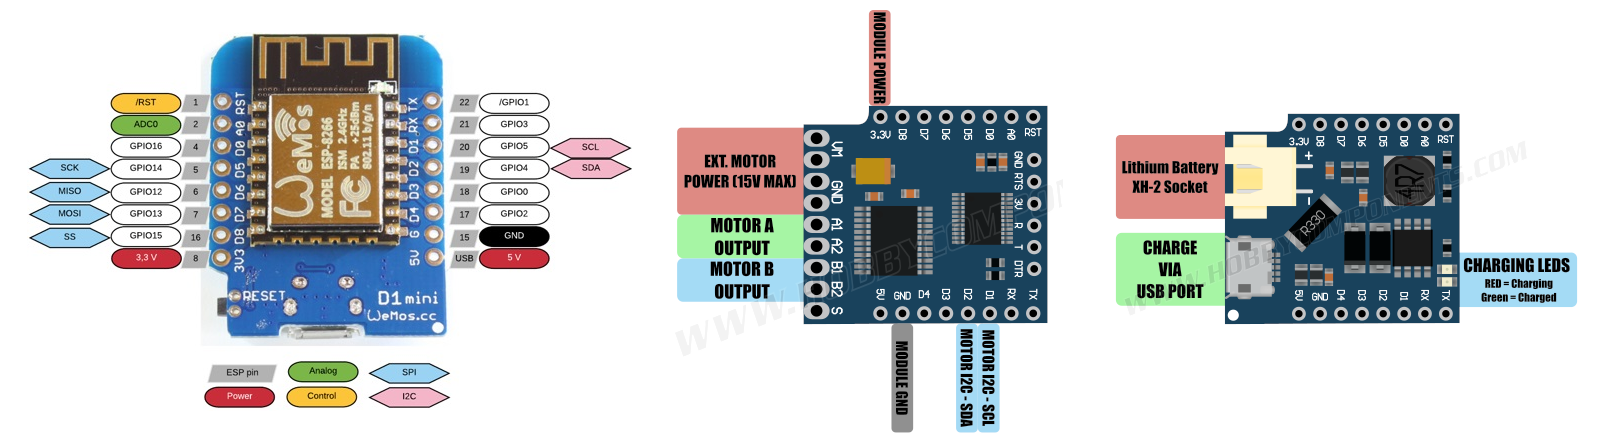 /RST
1
ADC0
2
GPIO16
4
SCK
GPIO14
5
MISO
GPIO12
6
MOSI
GPIO13
7
SS
GPIO15
16
3,3 V
8
RST
A0
D0
D5
D6
D7
D8
3V3
WeMos
MODEL ESP-8266
ISM 2.4GHz
PA +25dBm
802.11 b/g/n
FC
TX
RX
D1
D2
D3
D4
G
5V
RESET
D1 mini
WeMos.cc
22
/GPIO1
21
GPIO3
20
GPIO5
SCL
19
GPIO4
SDA
18
GPIO0
17
GPIO2
15
GND
USB
5 V
ESP pin
Analog
SPI
Power
Control
I2C
MODULE POWER
3.3V D8 D7 D6 D5 D0 A0 RST
EXT. MOTOR
POWER (15V MAX)
MOTOR A
OUTPUT
MOTOR B
OUTPUT
VM
GND
A1
A2
B1
B2
S
GND
RTS
3V
R
T
DTR
5V GND D4 D3 D2 D1 RX TX
MODULE GND
MOTOR I2C - SDA
MOTOR I2C - SCL
WWW.HOBBYCOMPON
Lithium Battery
XH-2 Socket
CHARGE
VIA
USB PORT
3.3V D8 D7 D6 D5 D0 A0 RST
+
-
R330
4R7
5V GND D4 D3 D2 D1 RX TX
CHARGING LEDS
RED = Charging
Green = Charged
WWW.HOBBYCOMPONENTS.COM